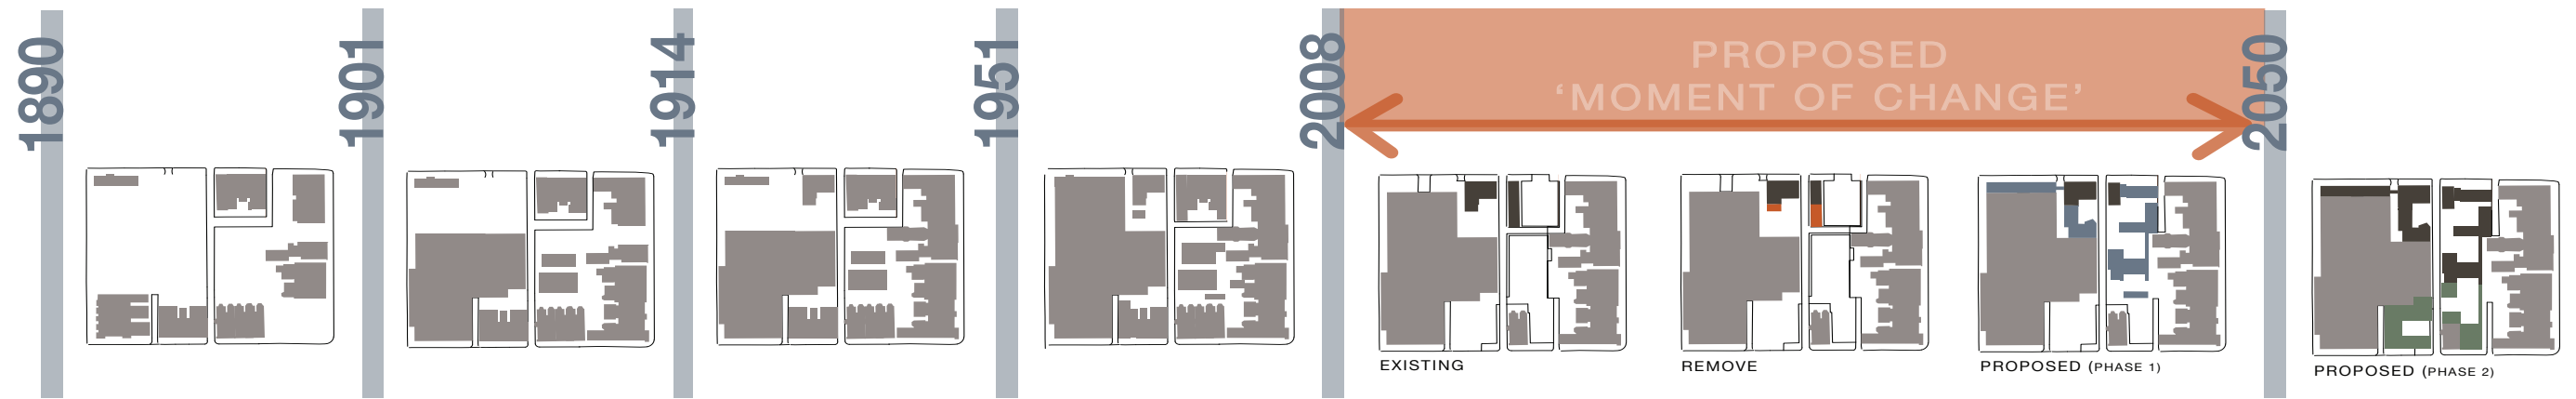 1890
1901
1914
1951
2008
PROPOSED
‘MOMENT OF CHANGE’
2050
EXISTING
REMOVE
PROPOSED (PHASE 1)
PROPOSED (PHASE 2)